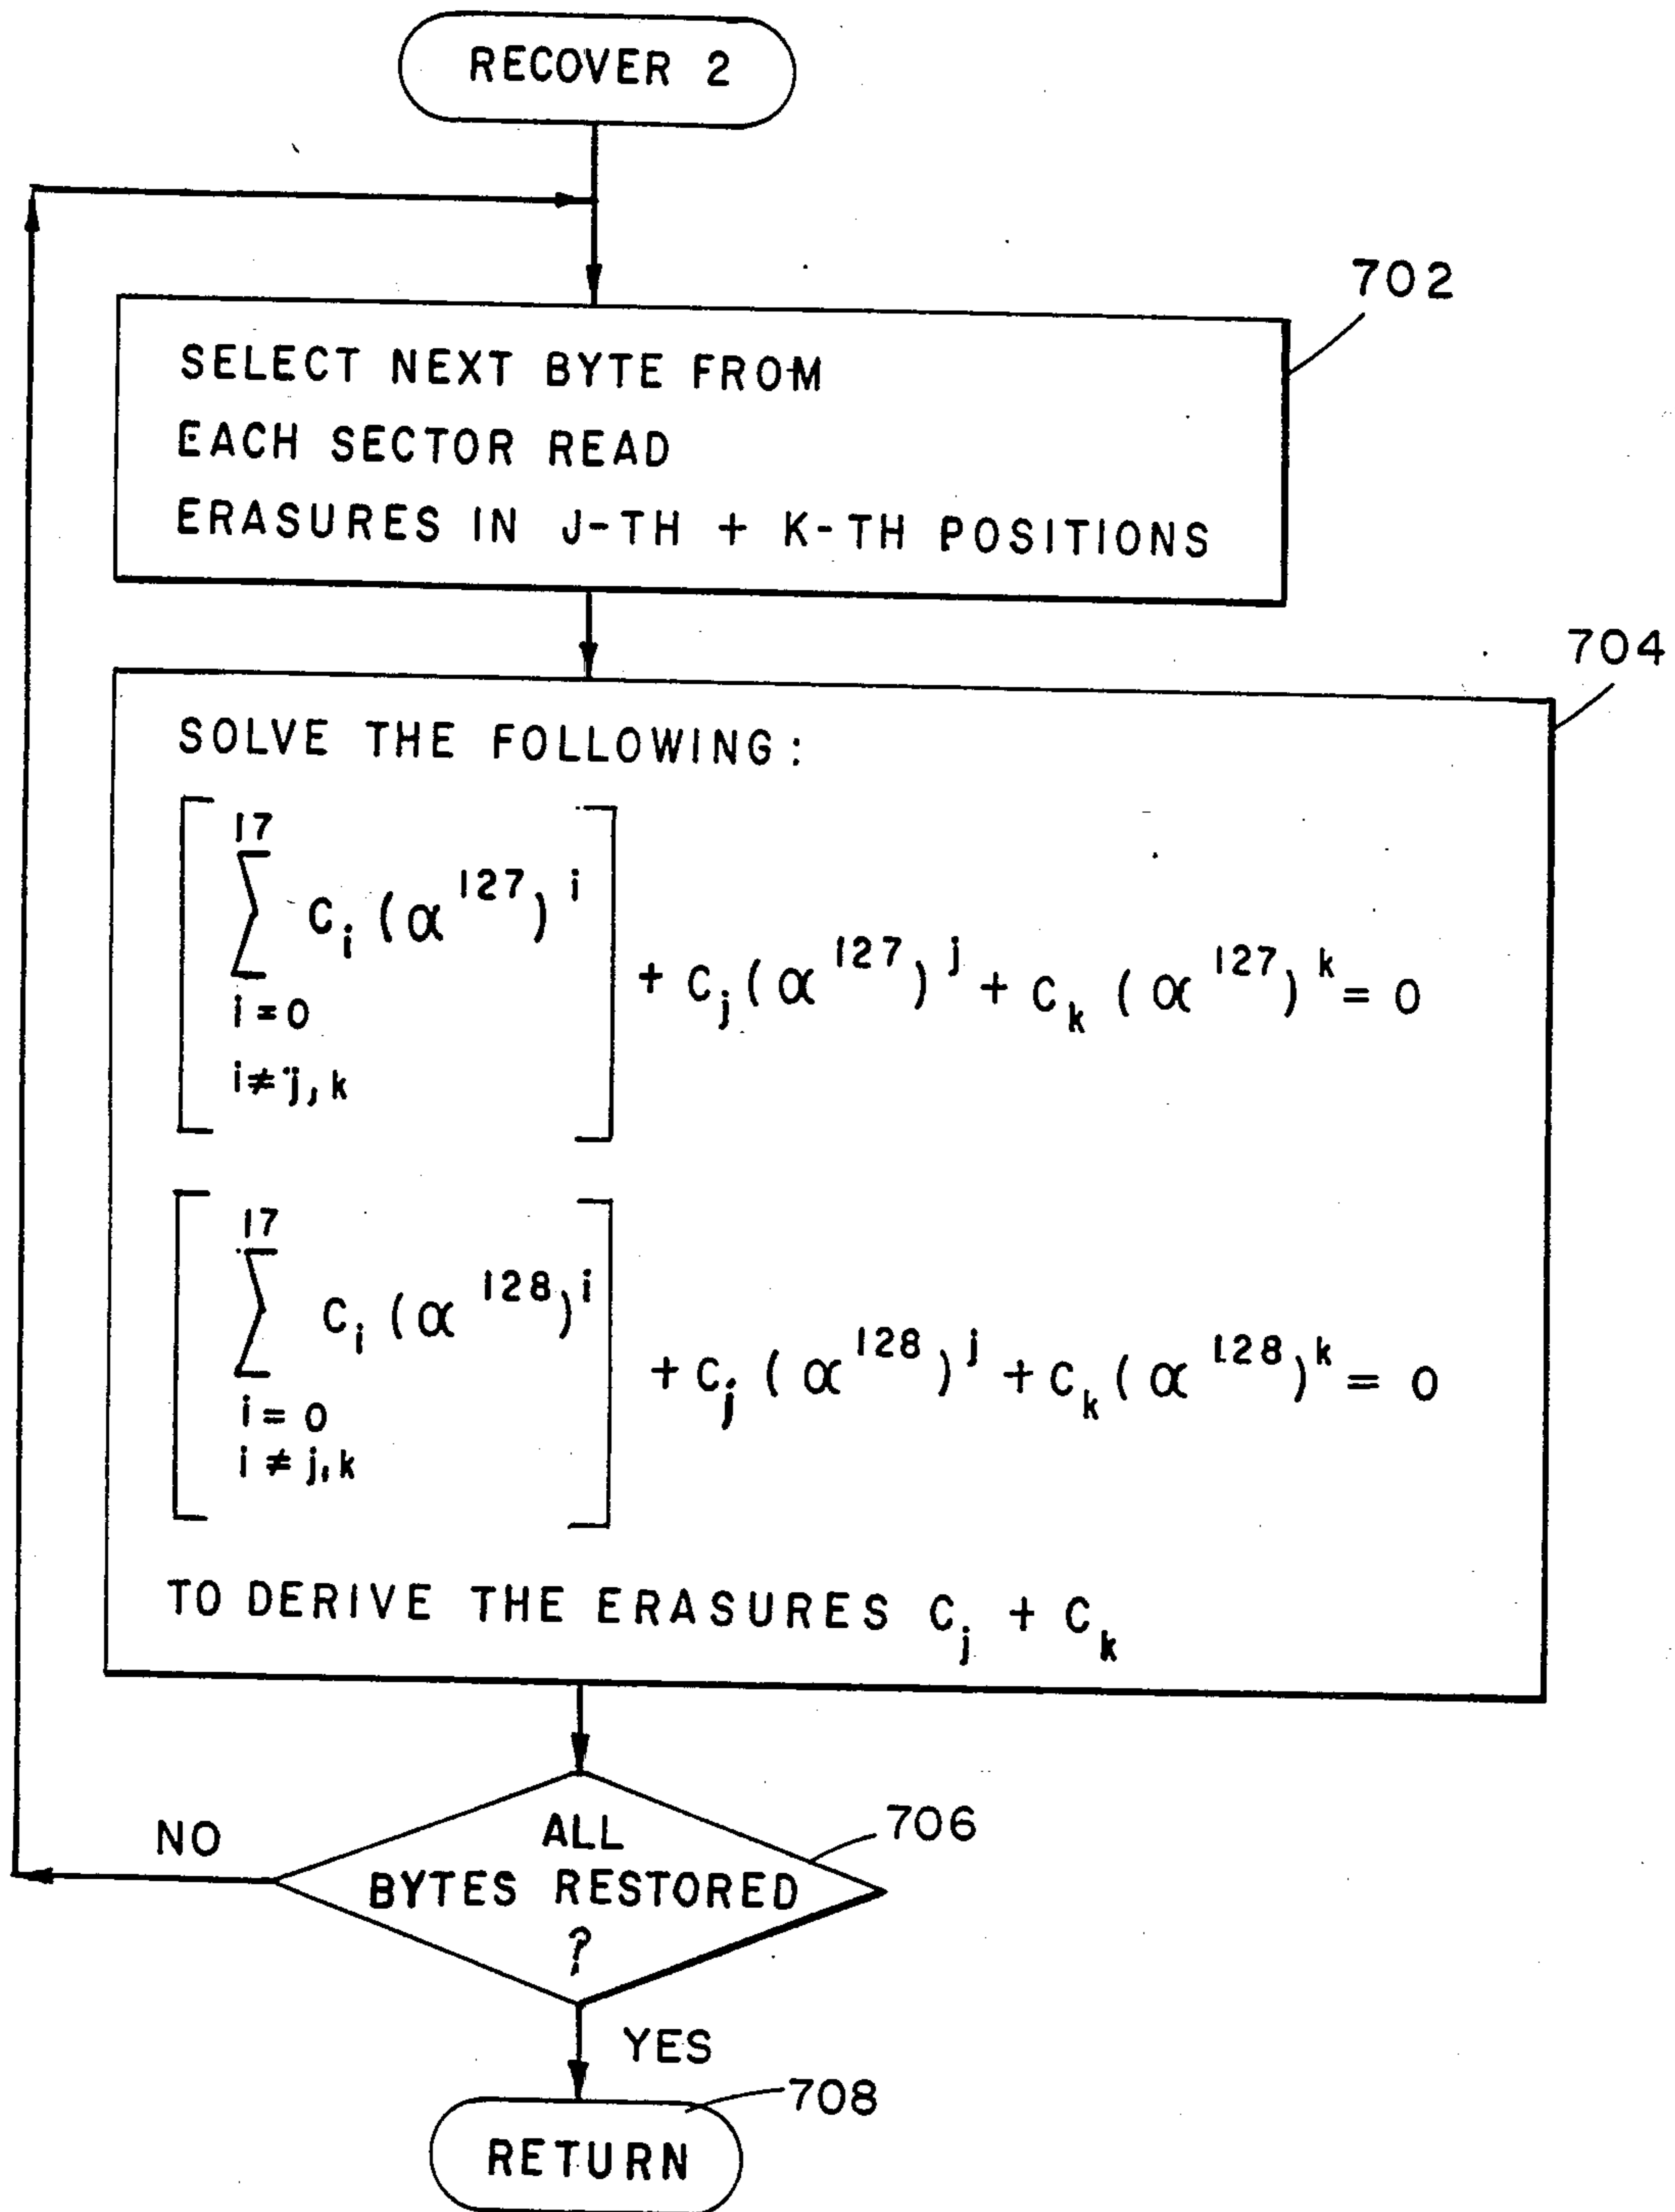 RECOVER 2
702
SELECT NEXT BYTE FROM
EACH SECTOR READ
ERASURES IN J-TH + K-TH POSITIONS
704
SOLVE THE FOLLOWING:
[ 17 Σ i=0 i≠j,k C_i (α^127)^i ] + C_j (α^127)^j + C_k (α^127)^k = 0
[ 17 Σ i=0 i≠j,k C_i (α^128)^i ] + C_j (α^128)^j + C_k (α^128)^k = 0
TO DERIVE THE ERASURES C_j + C_k
706
NO
ALL
BYTES RESTORED
?
YES
708
RETURN